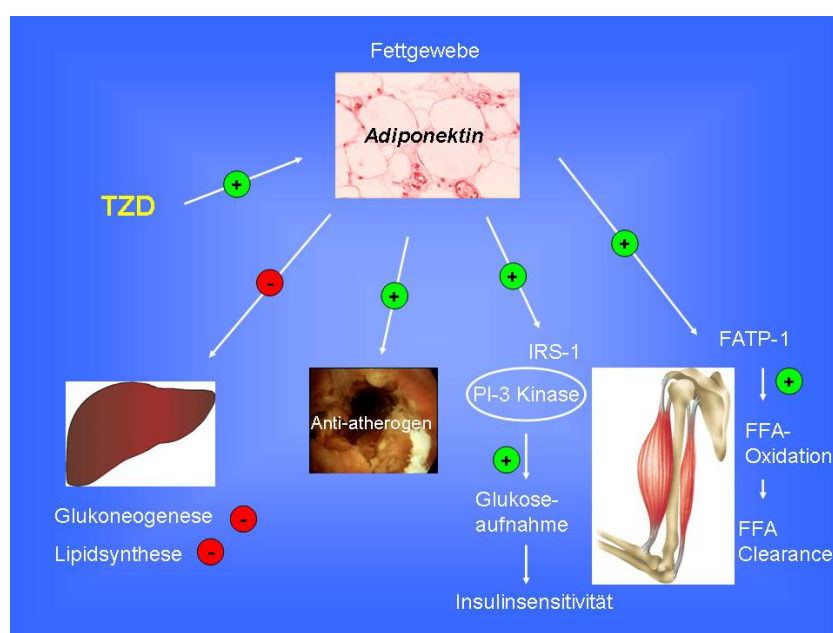 Fettgewebe
Adiponektin
TZD
+
-
+
+
+
IRS-1
PI-3 Kinase
FATP-1
+
Anti-atherogen
FFA-
Oxidation
+
Glukose-
aufnahme
FFA
Clearance
Glukoneogenese -
Lipidsynthese -
Insulinsensitivität